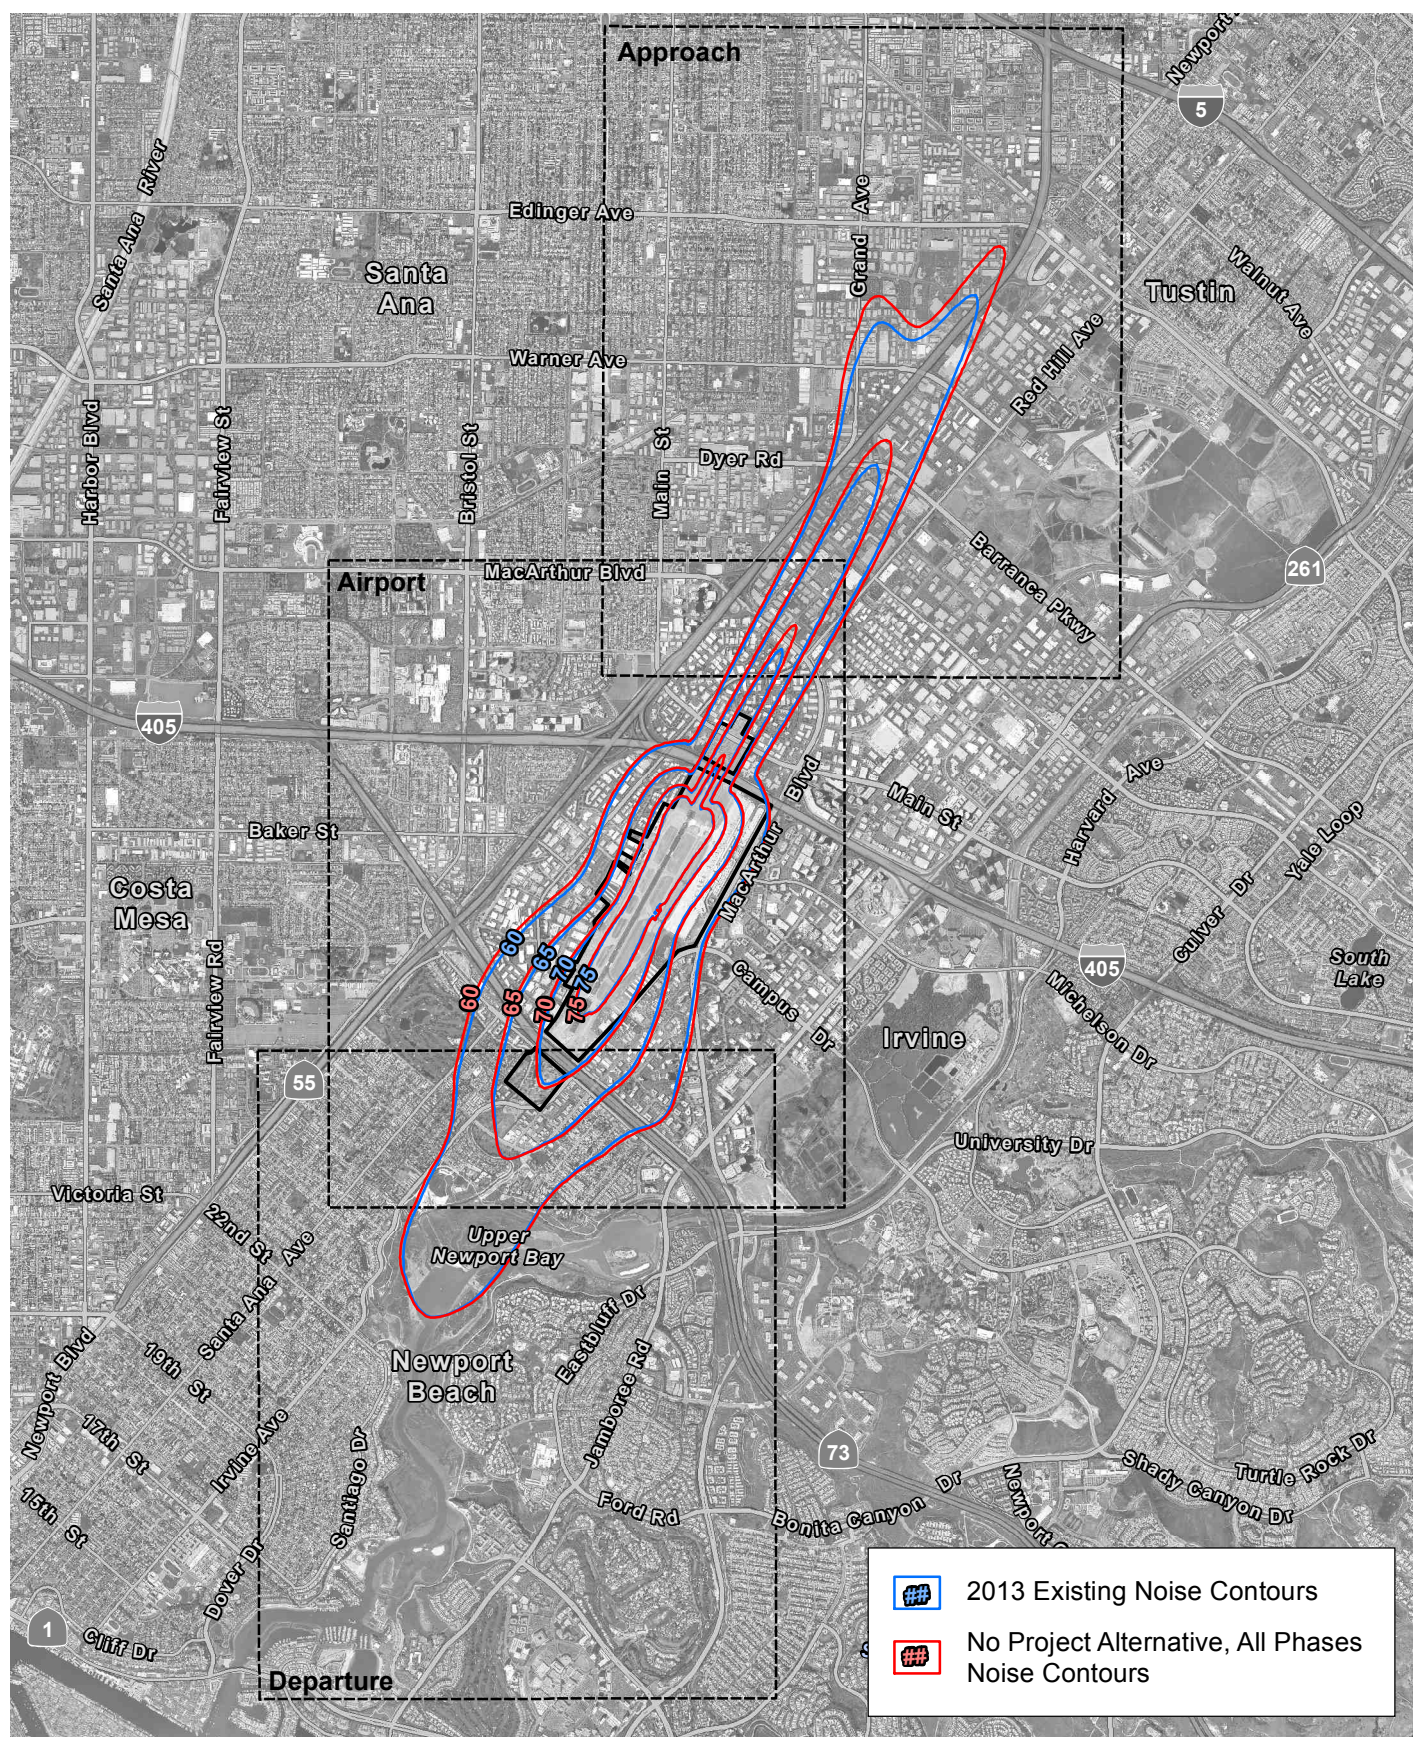 Approach
Newport
5
Santa Ana River
Edinger Ave
Grand Ave
Santa
Ana
Tustin
Walnut Ave
Warner Ave
Red Hill Ave
Harbor Blvd
Fairview St
Bristol St
Main St
Dyer Rd
Barranca Pkwy
261
Airport
MacArthur Blvd
405
Baker St
MacArthur Blvd
Main St
Harvard Ave
Yale Loop
Costa
Mesa
Culver Dr
60
65
70
75
60
65
70
75
Fairview Rd
Campus Dr
405
South
Lake
Michelson Dr
Irvine
55
University Dr
Victoria St
22nd St
Santa Ana Ave
Upper
Newport Bay
Newport Blvd
19th St
Eastbluff Dr
Newport
Beach
Jamboree Rd
17th St
Irvine Ave
Santiago Dr
73
Shady Canyon Dr
Turtle Rock Dr
15th St
Ford Rd
Bonita Canyon Dr
Newport
Dover Dr
1
Cliff Dr
Departure
## 2013 Existing Noise Contours
## No Project Alternative, All Phases
Noise Contours